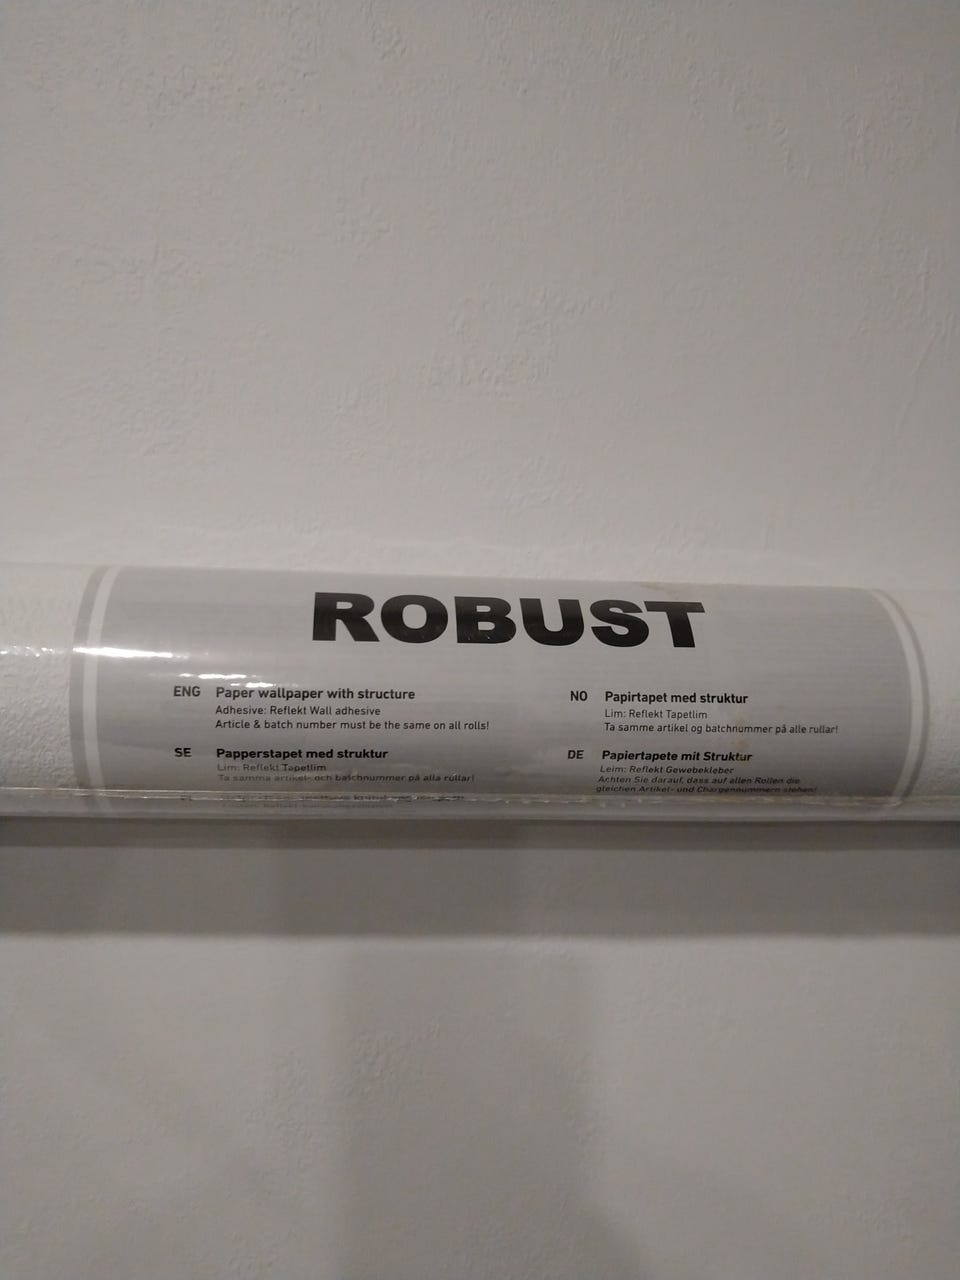 ROBUST
ENG Paper wallpaper with structure
Adhesive: Reflekt Wall adhesive
Article & batch number must be the same on all rolls!
SE Papperstapet med struktur
Lim: Reflekt Tapetlim
Ta samma artikel- och batchnummer på alla rullar!
NO Papirtapet med struktur
Lim: Reflekt Tapetlim
Ta samme artikel og batchnummer på alle rullar!
DE Papiertapete mit Struktur
Leim: Reflekt Gewebekleber
Achten Sie darauf, dass auf allen Rollen die
gleichen Artikel- und Chargennummern stehen!